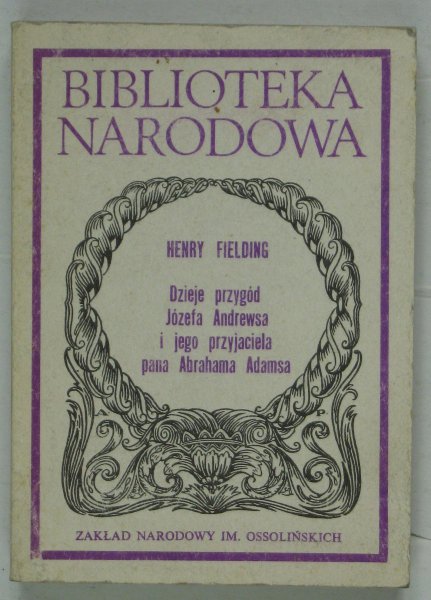 BIBLIOTEKA
NARODOWA
HENRY FIELDING
Dzieje przygód
Józefa Andrewsa
i jego przyjaciela
pana Abrahama Adamsa
A P
ZAKŁAD NARODOWY IM. OSSOLIŃSKICH